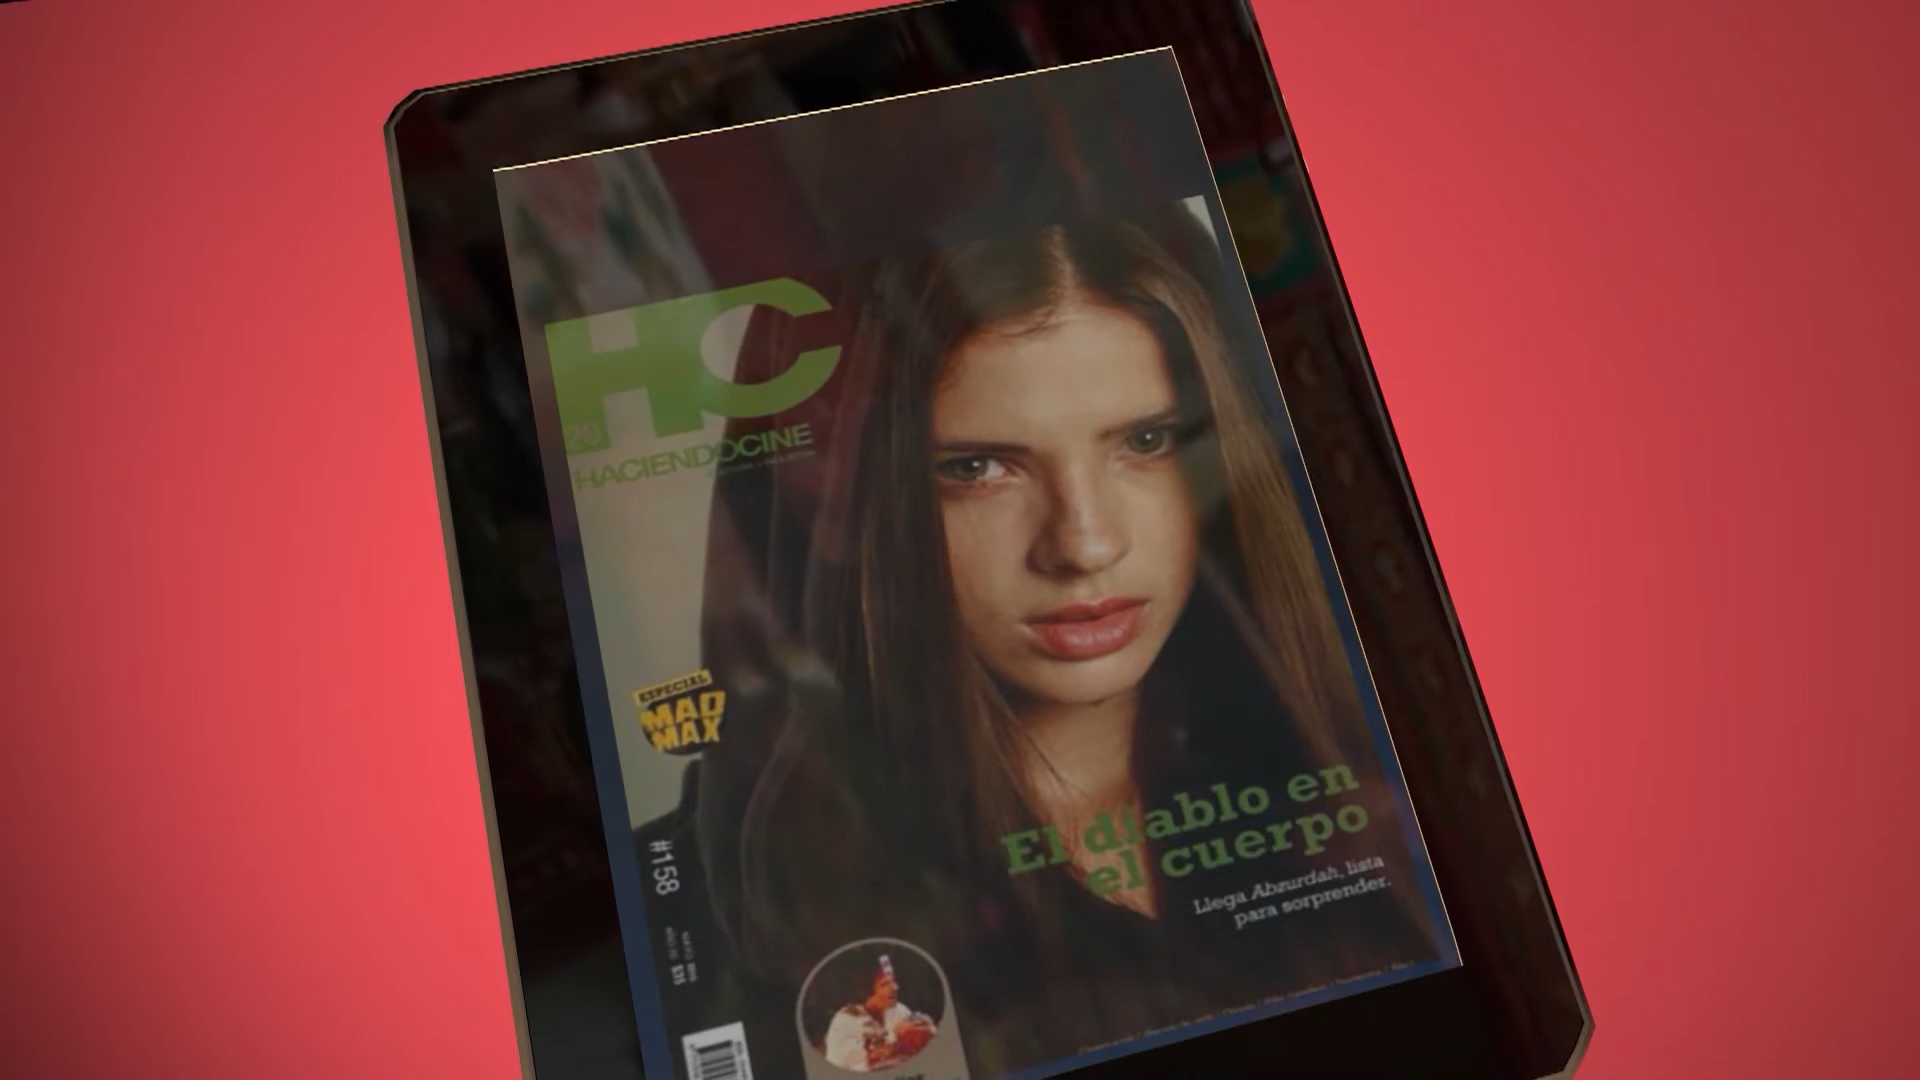 HC
HACIENDOCINE
ESPECIAL
MAD
MAX
#158
El diablo en
el cuerpo
Llega Abzurdah, lista
para sorprender.